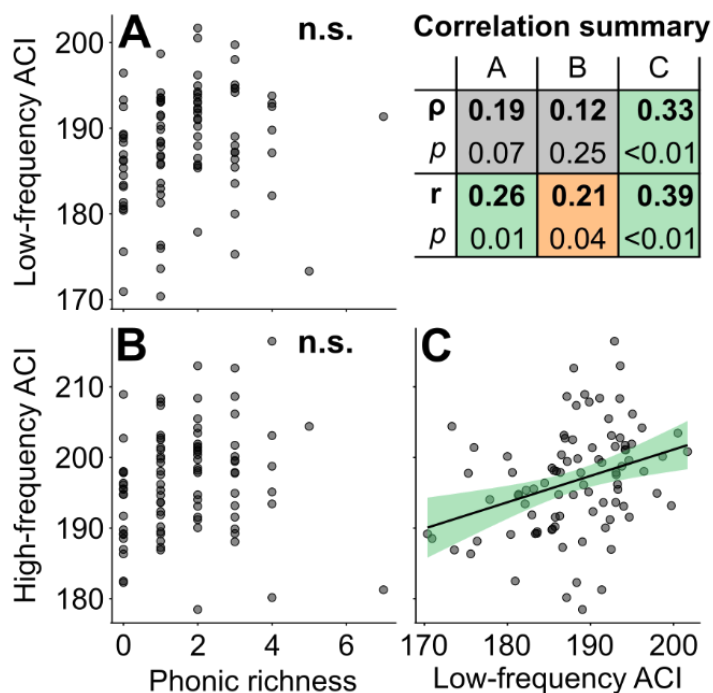 A
n.s.
Low-frequency ACI
200
190
180
170
Correlation summary
A B C
ρ 0.19 0.12 0.33
p 0.07 0.25 <0.01
r 0.26 0.21 0.39
p 0.01 0.04 <0.01
B
n.s.
High-frequency ACI
210
200
190
180
0 2 4 6
Phonic richness
C
170 180 190 200
Low-frequency ACI